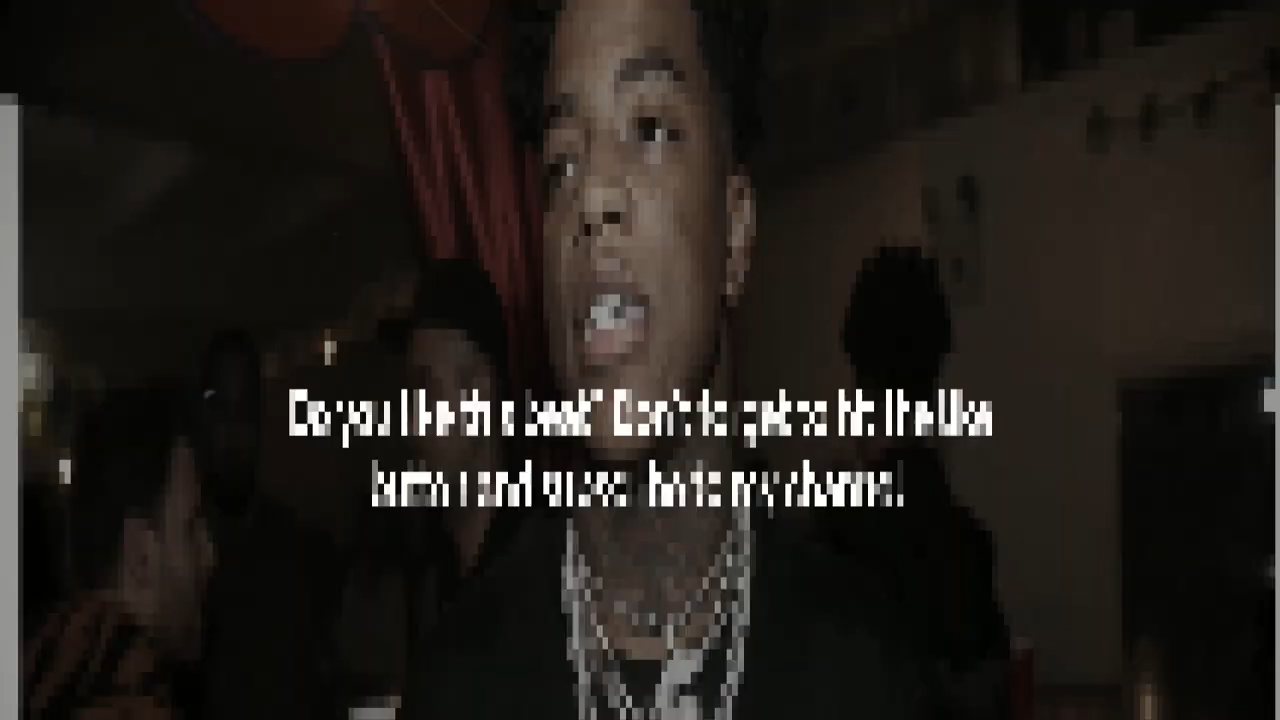 Do you like this beat? Don't forget to hit the Like
button and subscribe to my channel.